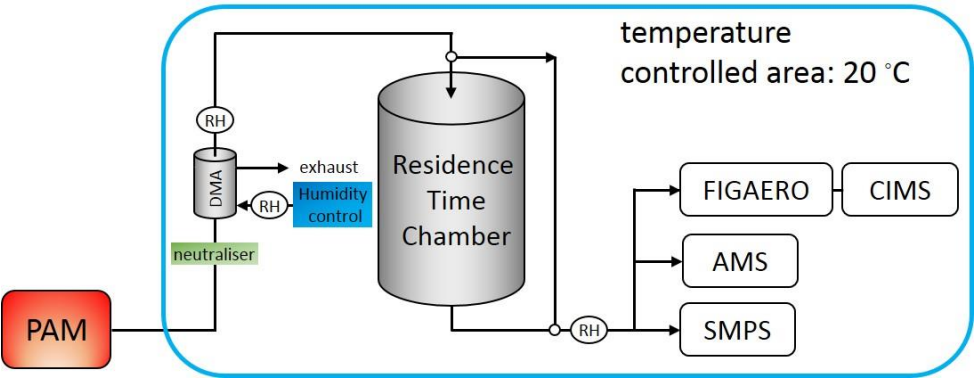 temperature
controlled area: 20 °C
RH
DMA
exhaust
RH
Humidity
control
neutraliser
PAM
Residence
Time
Chamber
RH
FIGAERO
CIMS
AMS
SMPS